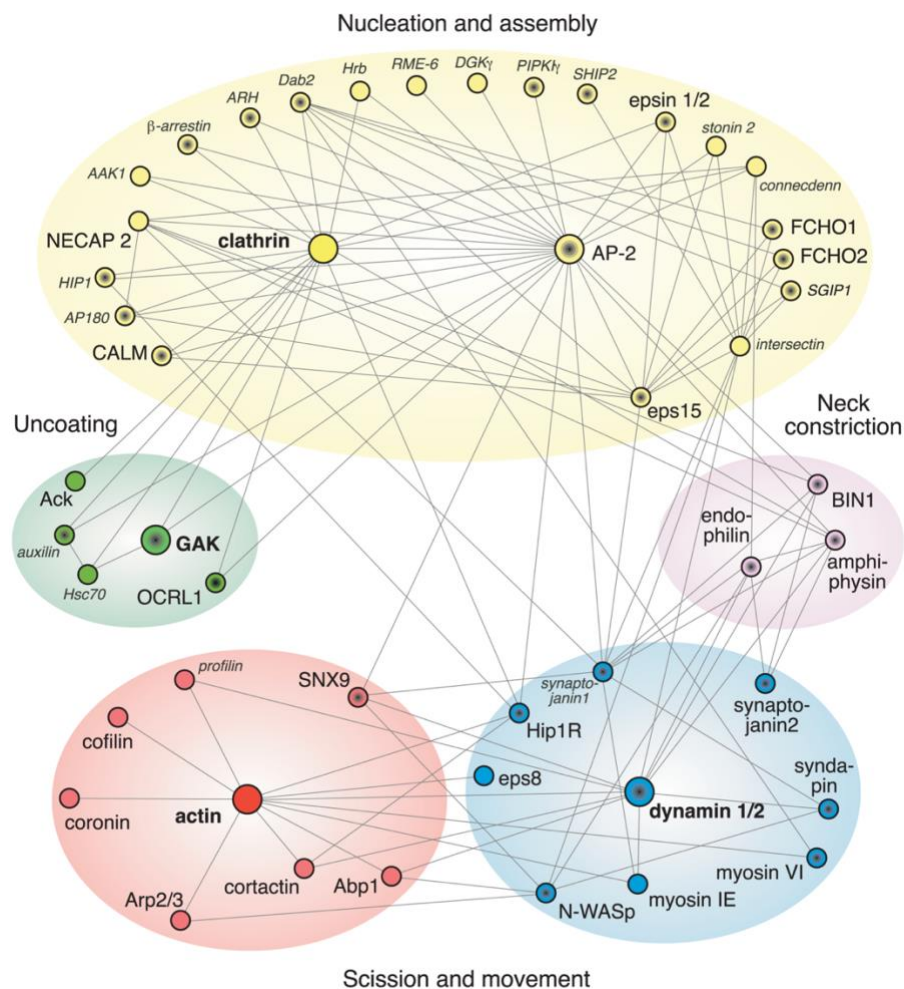 Nucleation and assembly
Hrb
RME-6
DGKγ
PIPKIγ
SHIP2
Dab2
ARH
epsin 1/2
β-arrestin
stonin 2
AAK1
connecdenn
NECAP 2
clathrin
AP-2
FCHO1
FCHO2
HIP1
SGIP1
AP180
CALM
intersectin
eps15
Uncoating
Neck
constriction
Ack
BIN1
endo-
philin
auxilin
GAK
amphi-
physin
Hsc70
OCRL1
profilin
SNX9
synapto-
janin1
synapto-
janin2
cofilin
Hip1R
eps8
synda-
pin
coronin
actin
dynamin 1/2
cortactin
Abp1
myosin VI
Arp2/3
N-WASp
myosin IE
Scission and movement